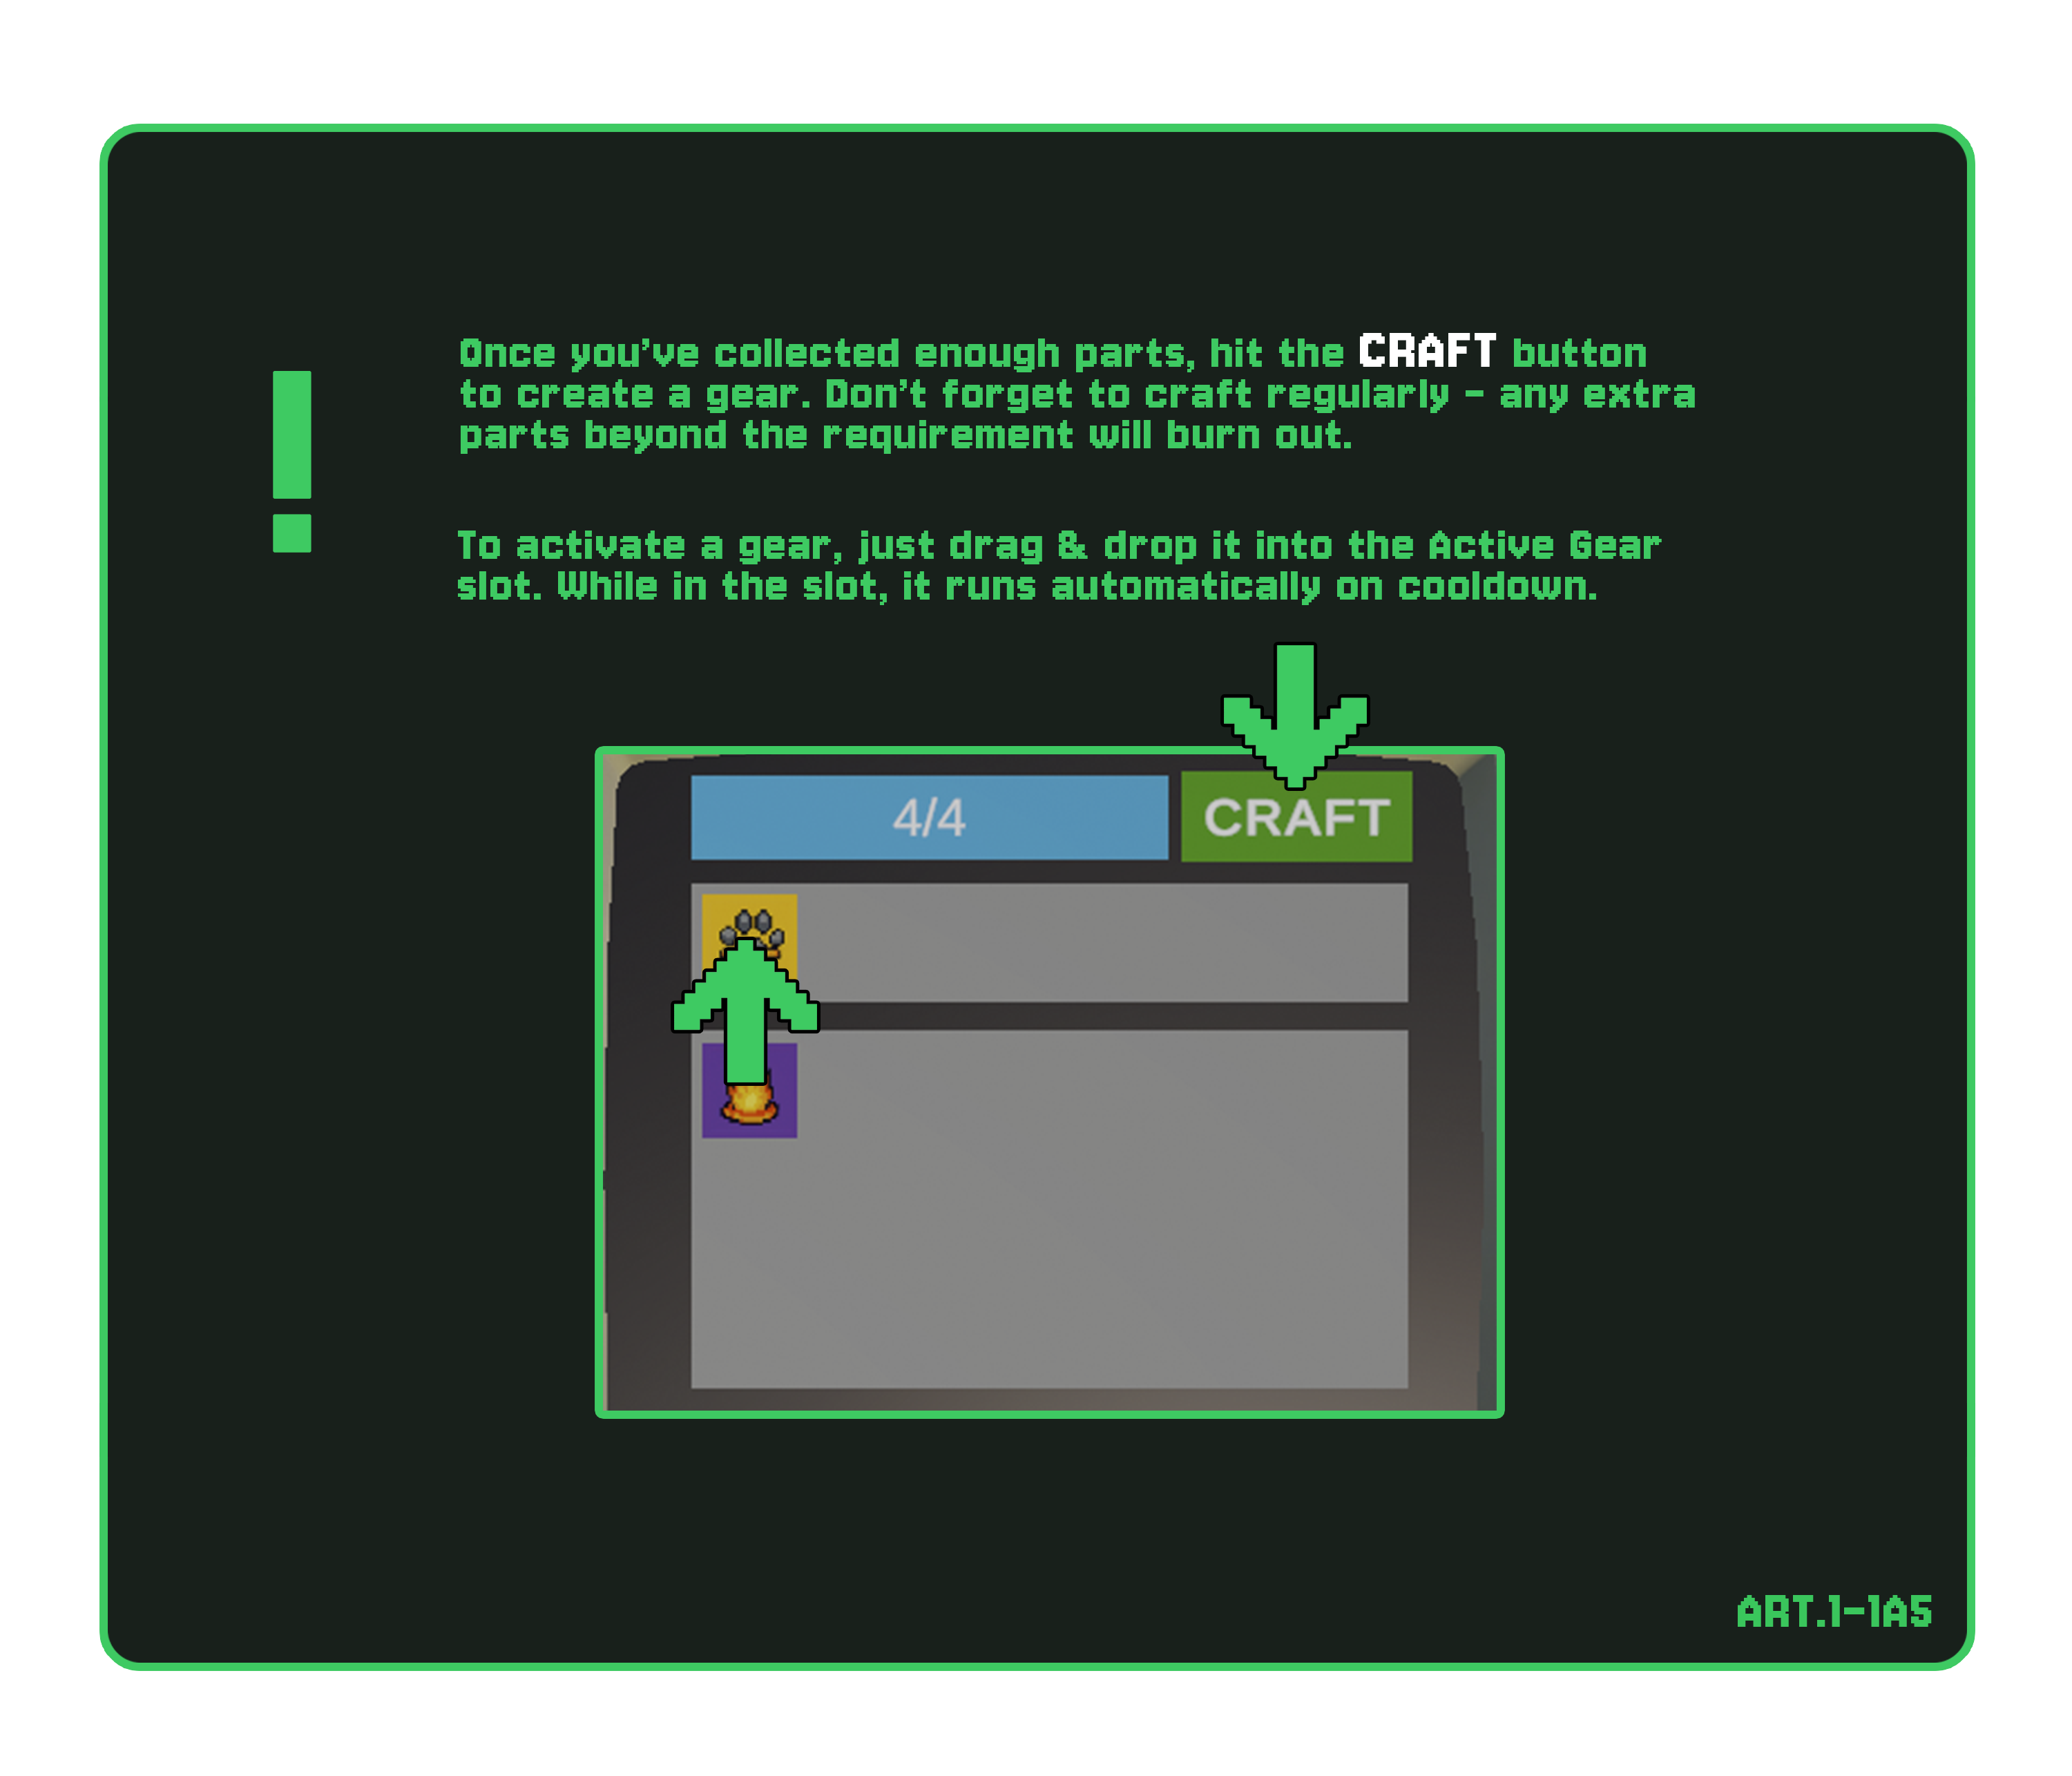 Once you've collected enough parts, hit the CRAFT button
to create a gear. Don't forget to craft regularly - any extra
parts beyond the requirement will burn out.
!
To activate a gear, just drag & drop it into the Active Gear
slot. While in the slot, it runs automatically on cooldown.
4/4
CRAFT
ART.1-1A5